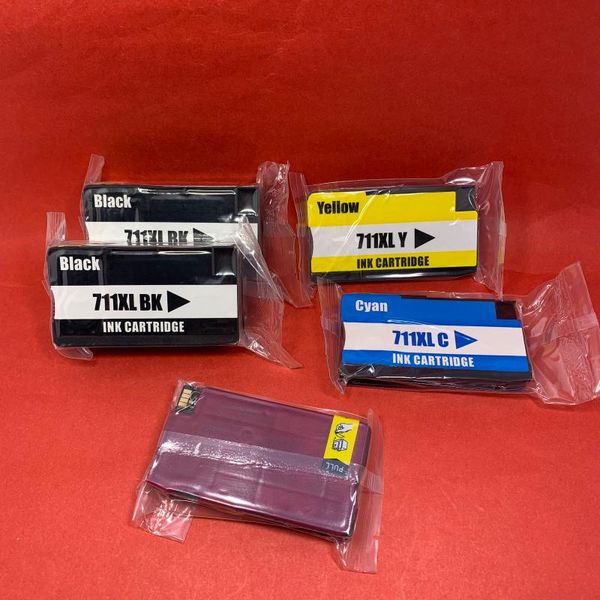 Black
711XL BK
Black
711XL BK
INK CARTRIDGE
Yellow
711XL Y
INK CARTRIDGE
Cyan
711XL C
INK CARTRIDGE
PULL